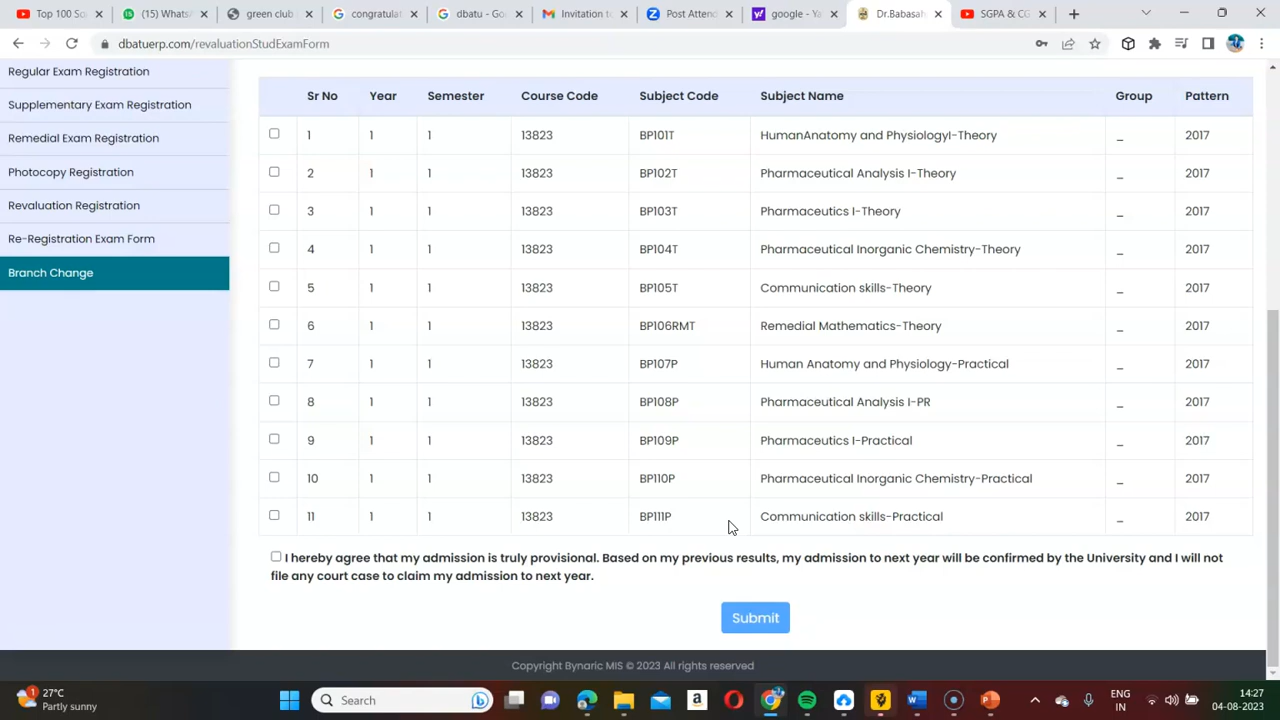 Top 100 So
(15) Whats
green club
congratulat
dbatu - Go
Invitation to
Post Attend
google - Ya
Dr.Babasah
SGPA & CG
dbatuerp.com/revaluationStudExamForm
Regular Exam Registration
Supplementary Exam Registration
Remedial Exam Registration
Photocopy Registration
Revaluation Registration
Re-Registration Exam Form
Branch Change
Sr No Year Semester Course Code Subject Code Subject Name Group Pattern
1 1 1 13823 BP101T HumanAnatomy and PhysiologyI-Theory _ 2017
2 1 1 13823 BP102T Pharmaceutical Analysis I-Theory _ 2017
3 1 1 13823 BP103T Pharmaceutics I-Theory _ 2017
4 1 1 13823 BP104T Pharmaceutical Inorganic Chemistry-Theory _ 2017
5 1 1 13823 BP105T Communication skills-Theory _ 2017
6 1 1 13823 BP106RMT Remedial Mathematics-Theory _ 2017
7 1 1 13823 BP107P Human Anatomy and Physiology-Practical _ 2017
8 1 1 13823 BP108P Pharmaceutical Analysis I-PR _ 2017
9 1 1 13823 BP109P Pharmaceutics I-Practical _ 2017
10 1 1 13823 BP110P Pharmaceutical Inorganic Chemistry-Practical _ 2017
11 1 1 13823 BP111P Communication skills-Practical _ 2017
I hereby agree that my admission is truly provisional. Based on my previous results, my admission to next year will be confirmed by the University and I will not
file any court case to claim my admission to next year.
Submit
Copyright Bynaric MIS © 2023 All rights reserved
1 27°C
Partly sunny
Search
ENG
IN
14:27
04-08-2023